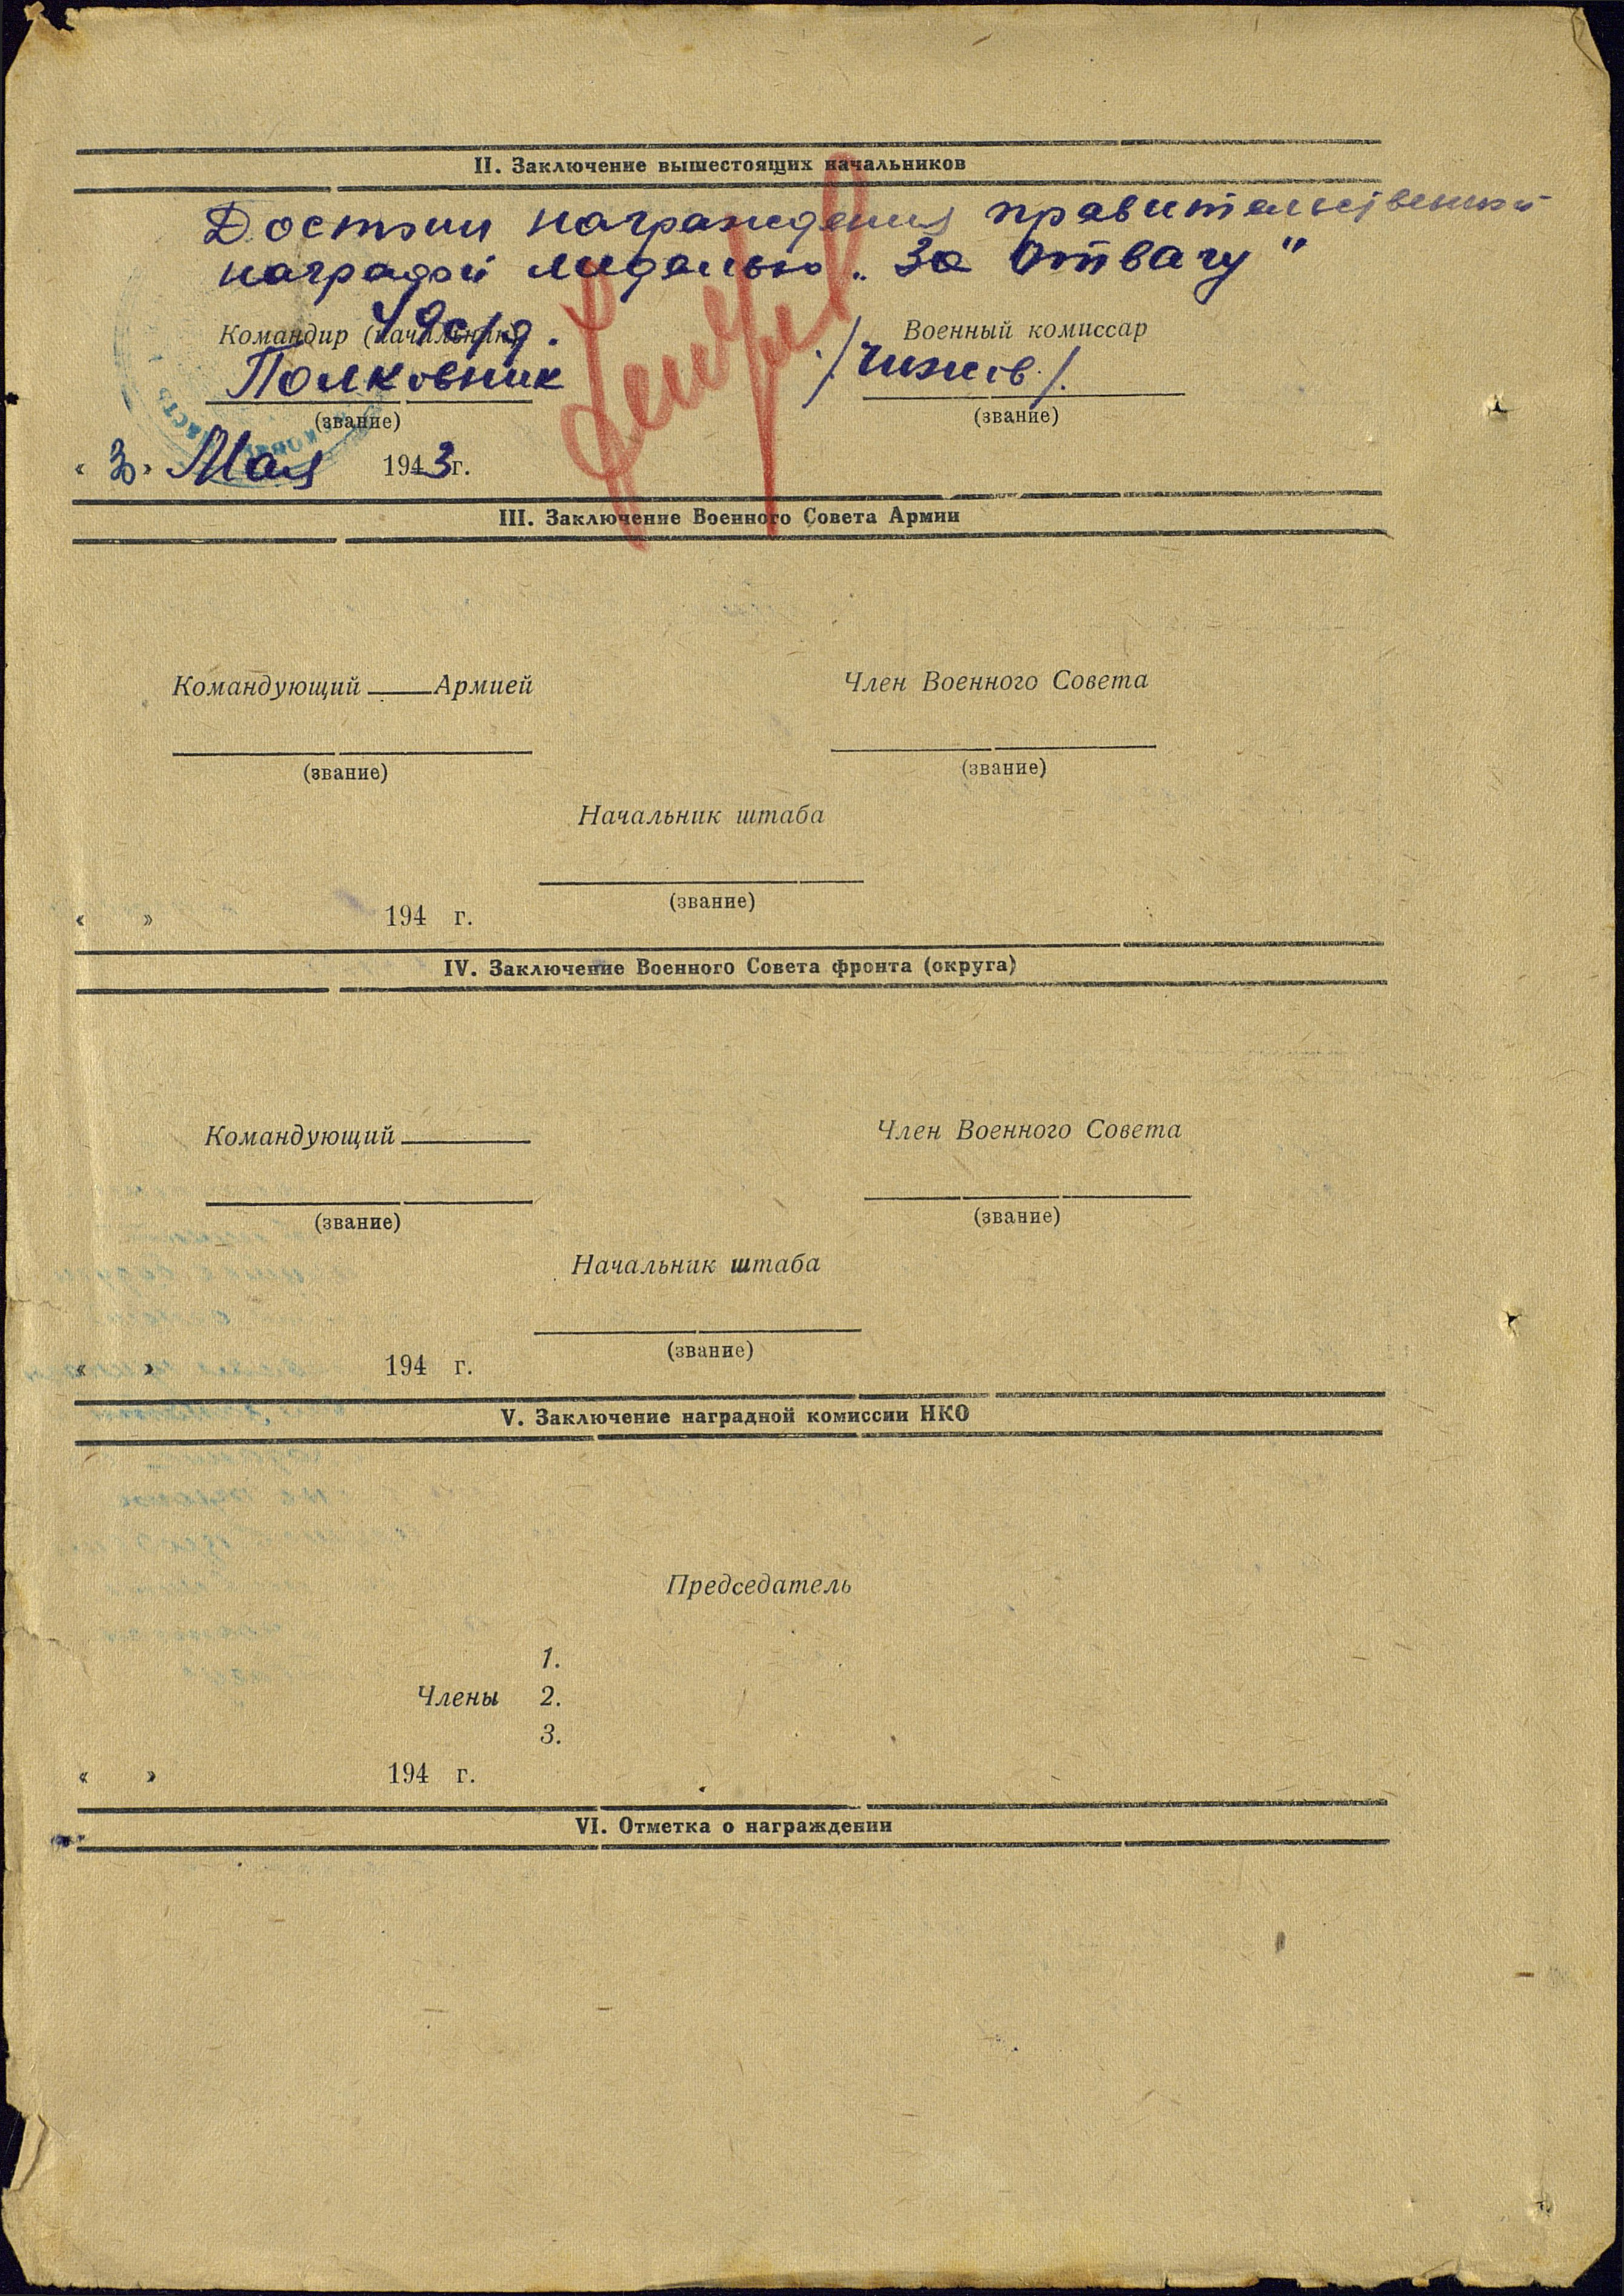 II. Заключение вышестоящих начальников
Достоин награждения правительственной
наградой медалью „За Отвагу"
Командир (начальник) 49 с/д.
Военный комиссар
Полковник
/Чижов/.
(звание)
(звание)
« 3 » Мая 1943 г.
III. Заключение Военного Совета Армии
Командующий Армией
Член Военного Совета
(звание)
(звание)
Начальник штаба
(звание)
« » 194 г.
IV. Заключение Военного Совета фронта (округа)
Командующий
Член Военного Совета
(звание)
(звание)
Начальник штаба
(звание)
« » 194 г.
V. Заключение наградной комиссии НКО
Председатель
1.
Члены 2.
3.
« » 194 г.
VI. Отметка о награждении